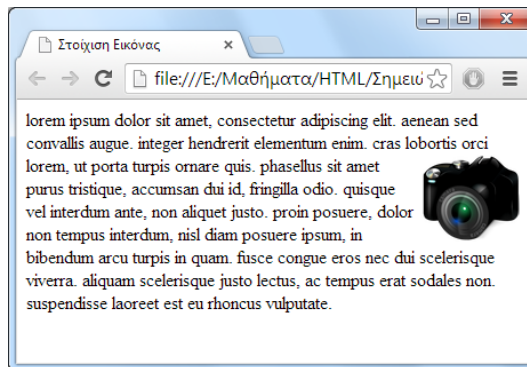 Στοίχιση Εικόνας
file:///E:/Μαθήματα/HTML/Σημειώ
lorem ipsum dolor sit amet, consectetur adipiscing elit. aenean sed
convallis augue. integer hendrerit elementum enim. cras lobortis orci
lorem, ut porta turpis ornare quis. phasellus sit amet
purus tristique, accumsan dui id, fringilla odio. quisque
vel interdum ante, non aliquet justo. proin posuere, dolor
non tempus interdum, nisl diam posuere ipsum, in
bibendum arcu turpis in quam. fusce congue eros nec dui scelerisque
viverra. aliquam scelerisque justo lectus, ac tempus erat sodales non.
suspendisse laoreet est eu rhoncus vulputate.